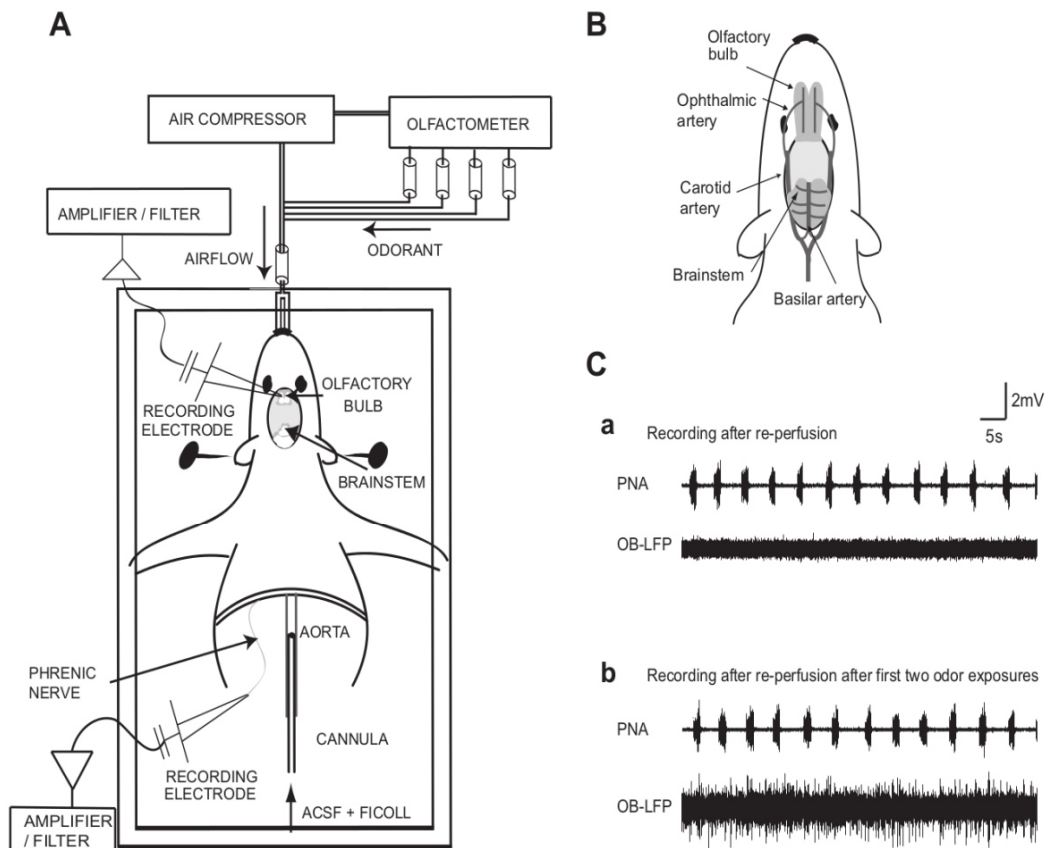 A
AIR COMPRESSOR
OLFACTOMETER
AMPLIFIER / FILTER
AIRFLOW
ODORANT
RECORDING
ELECTRODE
OLFACTORY
BULB
BRAINSTEM
AORTA
PHRENIC
NERVE
CANNULA
RECORDING
ELECTRODE
ACSF + FICOLL
AMPLIFIER
/ FILTER
B
Olfactory
bulb
Ophthalmic
artery
Carotid
artery
Brainstem
Basilar artery
C
2mV
5s
a
Recording after re-perfusion
PNA
OB-LFP
b
Recording after re-perfusion after first two odor exposures
PNA
OB-LFP